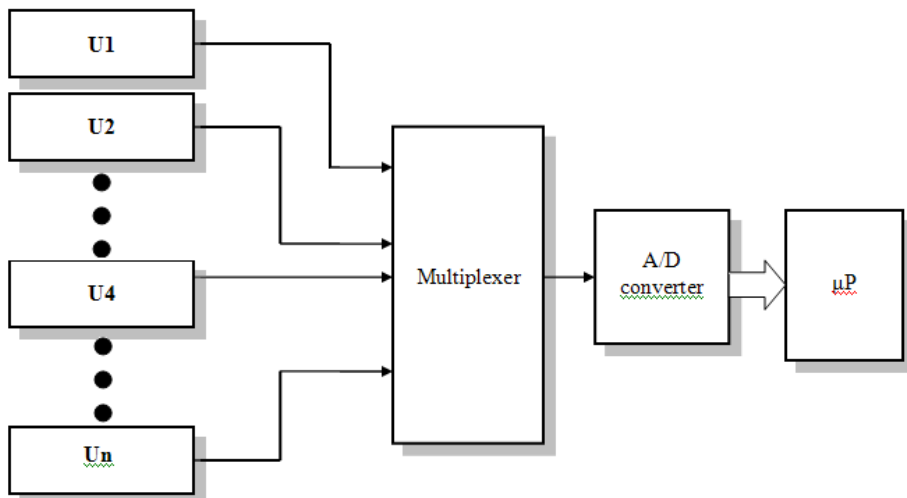 U1
U2
U4
Un
Multiplexer
A/D
converter
μP